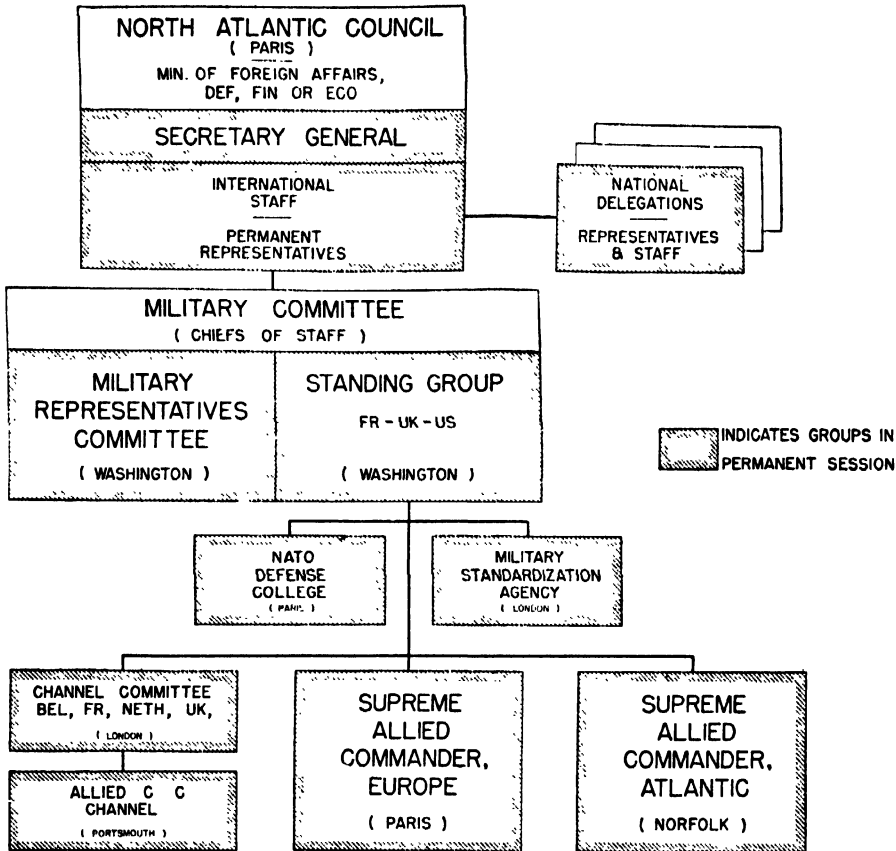 NORTH ATLANTIC COUNCIL
( PARIS )
MIN. OF FOREIGN AFFAIRS,
DEF, FIN OR ECO
SECRETARY GENERAL
INTERNATIONAL
STAFF
PERMANENT
REPRESENTATIVES
NATIONAL
DELEGATIONS
REPRESENTATIVES
& STAFF
MILITARY COMMITTEE
( CHIEFS OF STAFF )
MILITARY
REPRESENTATIVES
COMMITTEE
( WASHINGTON )
STANDING GROUP
FR - UK - US
( WASHINGTON )
INDICATES GROUPS IN
PERMANENT SESSION
NATO
DEFENSE
COLLEGE
( PARIS )
MILITARY
STANDARDIZATION
AGENCY
( LONDON )
CHANNEL COMMITTEE
BEL, FR, NETH, UK,
( LONDON )
ALLIED C C
CHANNEL
( PORTSMOUTH )
SUPREME
ALLIED
COMMANDER,
EUROPE
( PARIS )
SUPREME
ALLIED
COMMANDER,
ATLANTIC
( NORFOLK )